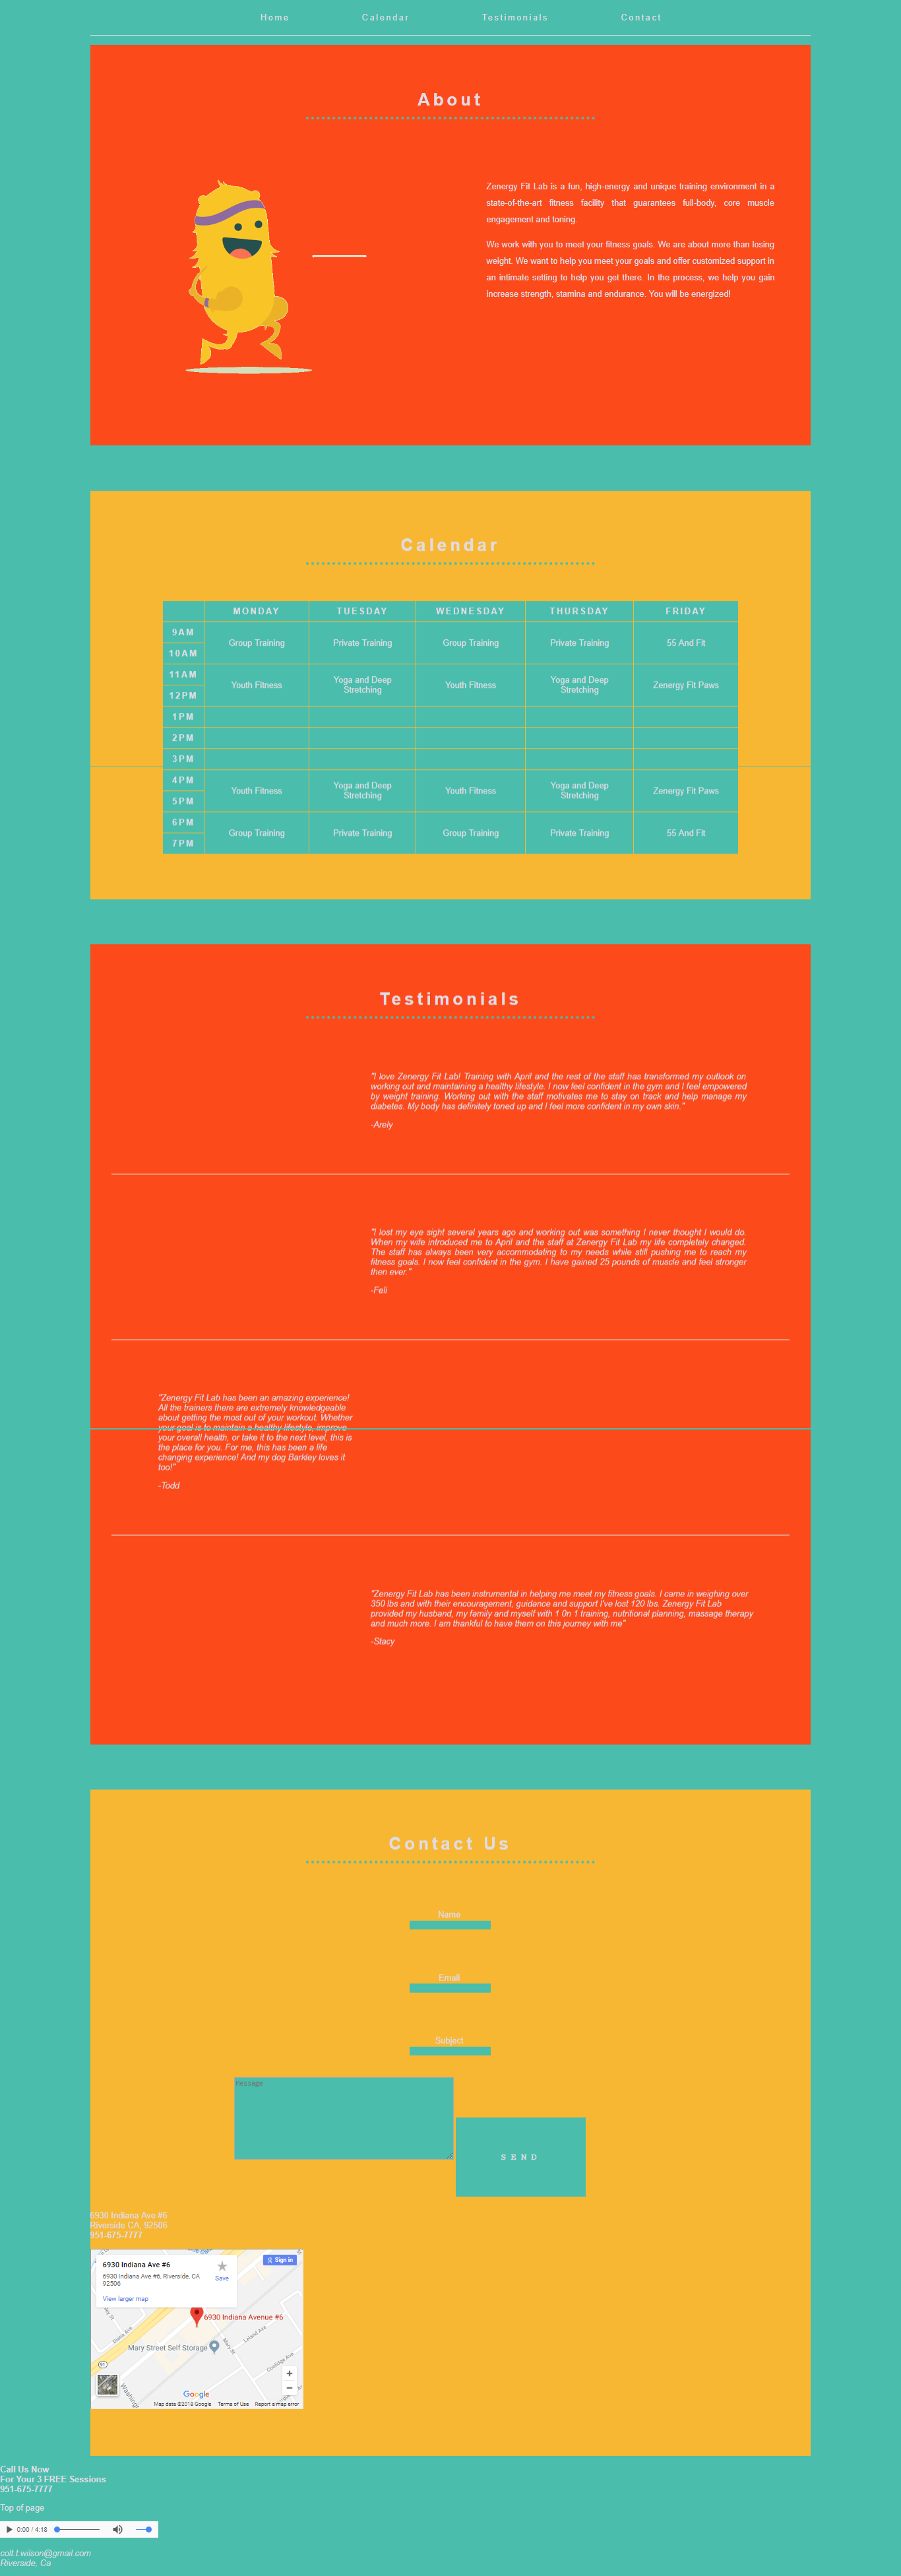 Home Calendar Testimonials Contact
About
Zenergy Fit Lab is a fun, high-energy and unique training environment in a
state-of-the-art fitness facility that guarantees full-body, core muscle
engagement and toning.
We work with you to meet your fitness goals. We are about more than losing
weight. We want to help you meet your goals and offer customized support in
an intimate setting to help you get there. In the process, we help you gain
increase strength, stamina and endurance. You will be energized!
Calendar
MONDAY TUESDAY WEDNESDAY THURSDAY FRIDAY
9AM
Group Training Private Training Group Training Private Training 55 And Fit
10AM
11AM
Youth Fitness Yoga and Deep Stretching Youth Fitness Yoga and Deep Stretching Zenergy Fit Paws
12PM
1PM
2PM
3PM
4PM
Youth Fitness Yoga and Deep Stretching Youth Fitness Yoga and Deep Stretching Zenergy Fit Paws
5PM
6PM
Group Training Private Training Group Training Private Training 55 And Fit
7PM
Testimonials
"I love Zenergy Fit Lab! Training with April and the rest of the staff has transformed my outlook on
working out and maintaining a healthy lifestyle. I now feel confident in the gym and I feel empowered
by weight training. Working out with the staff motivates me to stay on track and help manage my
diabetes. My body has definitely toned up and I feel more confident in my own skin."
-Arely
"I lost my eye sight several years ago and working out was something I never thought I would do.
When my wife introduced me to April and the staff at Zenergy Fit Lab my life completely changed.
The staff has always been very accommodating to my needs while still pushing me to reach my
fitness goals. I now feel confident in the gym. I have gained 25 pounds of muscle and feel stronger
then ever."
-Feli
"Zenergy Fit Lab has been an amazing experience!
All the trainers there are extremely knowledgeable
about getting the most out of your workout. Whether
your goal is to maintain a healthy lifestyle, improve
your overall health, or take it to the next level, this is
the place for you. For me, this has been a life
changing experience! And my dog Barkley loves it
too!"
-Todd
"Zenergy Fit Lab has been instrumental in helping me meet my fitness goals. I came in weighing over
350 lbs and with their encouragement, guidance and support I've lost 120 lbs. Zenergy Fit Lab
provided my husband, my family and myself with 1 0n 1 training, nutritional planning, massage therapy
and much more. I am thankful to have them on this journey with me"
-Stacy
Contact Us
Name
Email
Subject
Message
SEND
6930 Indiana Ave #6
Riverside CA, 92506
951-675-7777
6930 Indiana Ave #6
Sign in
6930 Indiana Ave #6, Riverside, CA
92506
Save
View larger map
6930 Indiana Avenue #6
Mary Street Self Storage
Mary St
Leland Ave
Coolidge Ave
Diana Ave
91
Washing
Google
Map data ©2018 Google Terms of Use Report a map error
Call Us Now
For Your 3 FREE Sessions
951-675-7777
Top of page
0:00 / 4:18
colt.t.wilson@gmail.com
Riverside, Ca